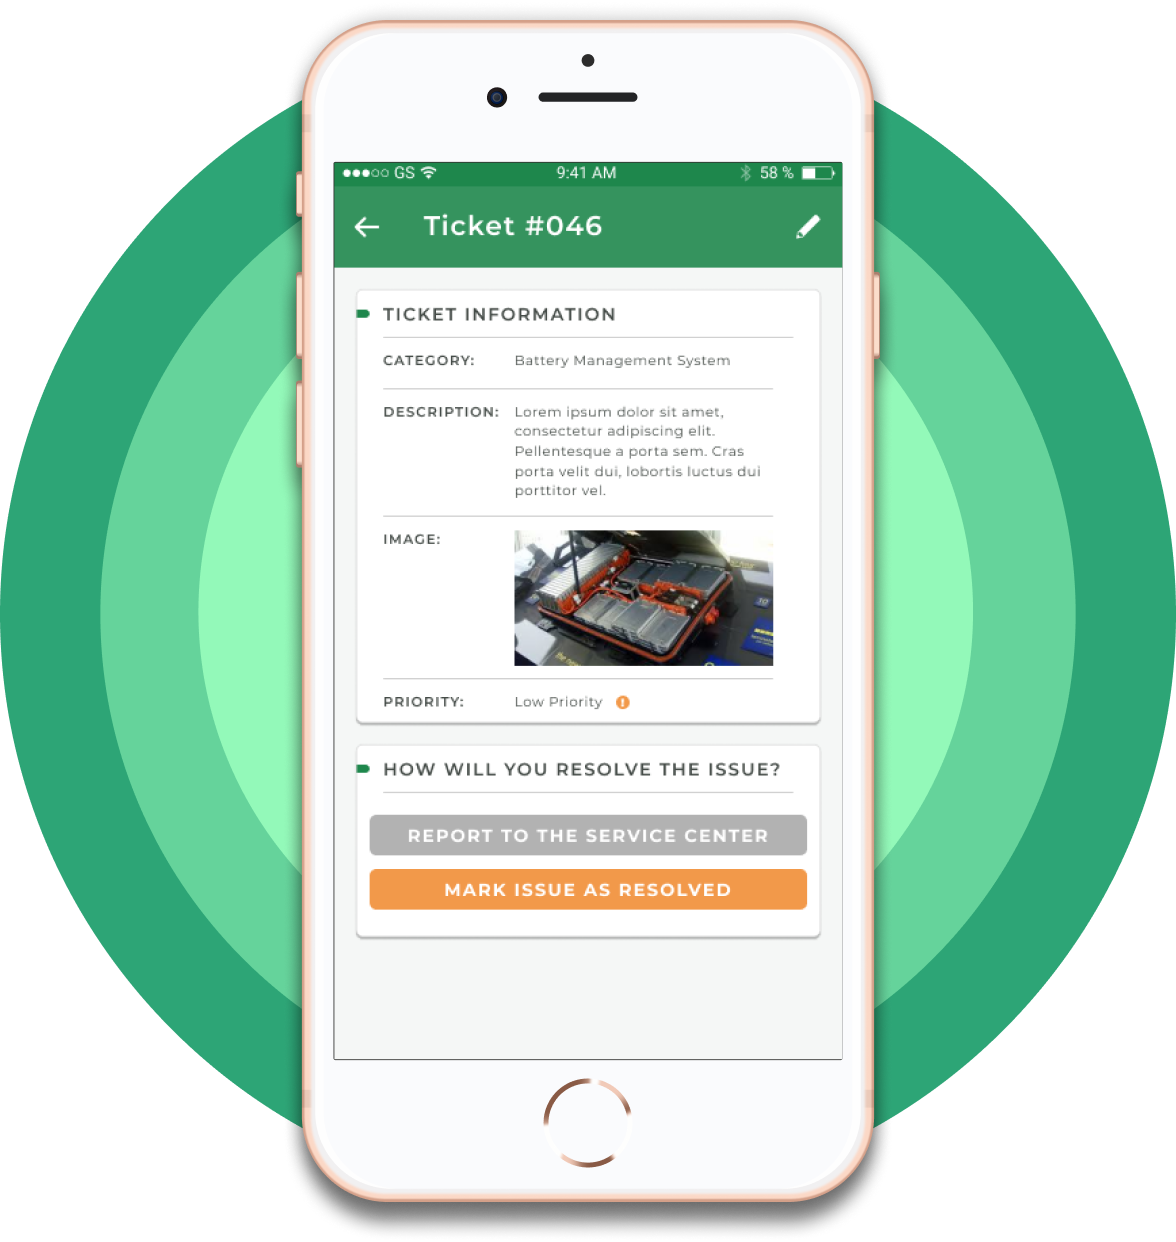 GS 9:41 AM 58 %
Ticket #046
TICKET INFORMATION
CATEGORY: Battery Management System
DESCRIPTION: Lorem ipsum dolor sit amet,
consectetur adipiscing elit.
Pellentesque a porta sem. Cras
porta velit dui, lobortis luctus dui
porttitor vel.
IMAGE:
PRIORITY: Low Priority
HOW WILL YOU RESOLVE THE ISSUE?
REPORT TO THE SERVICE CENTER
MARK ISSUE AS RESOLVED